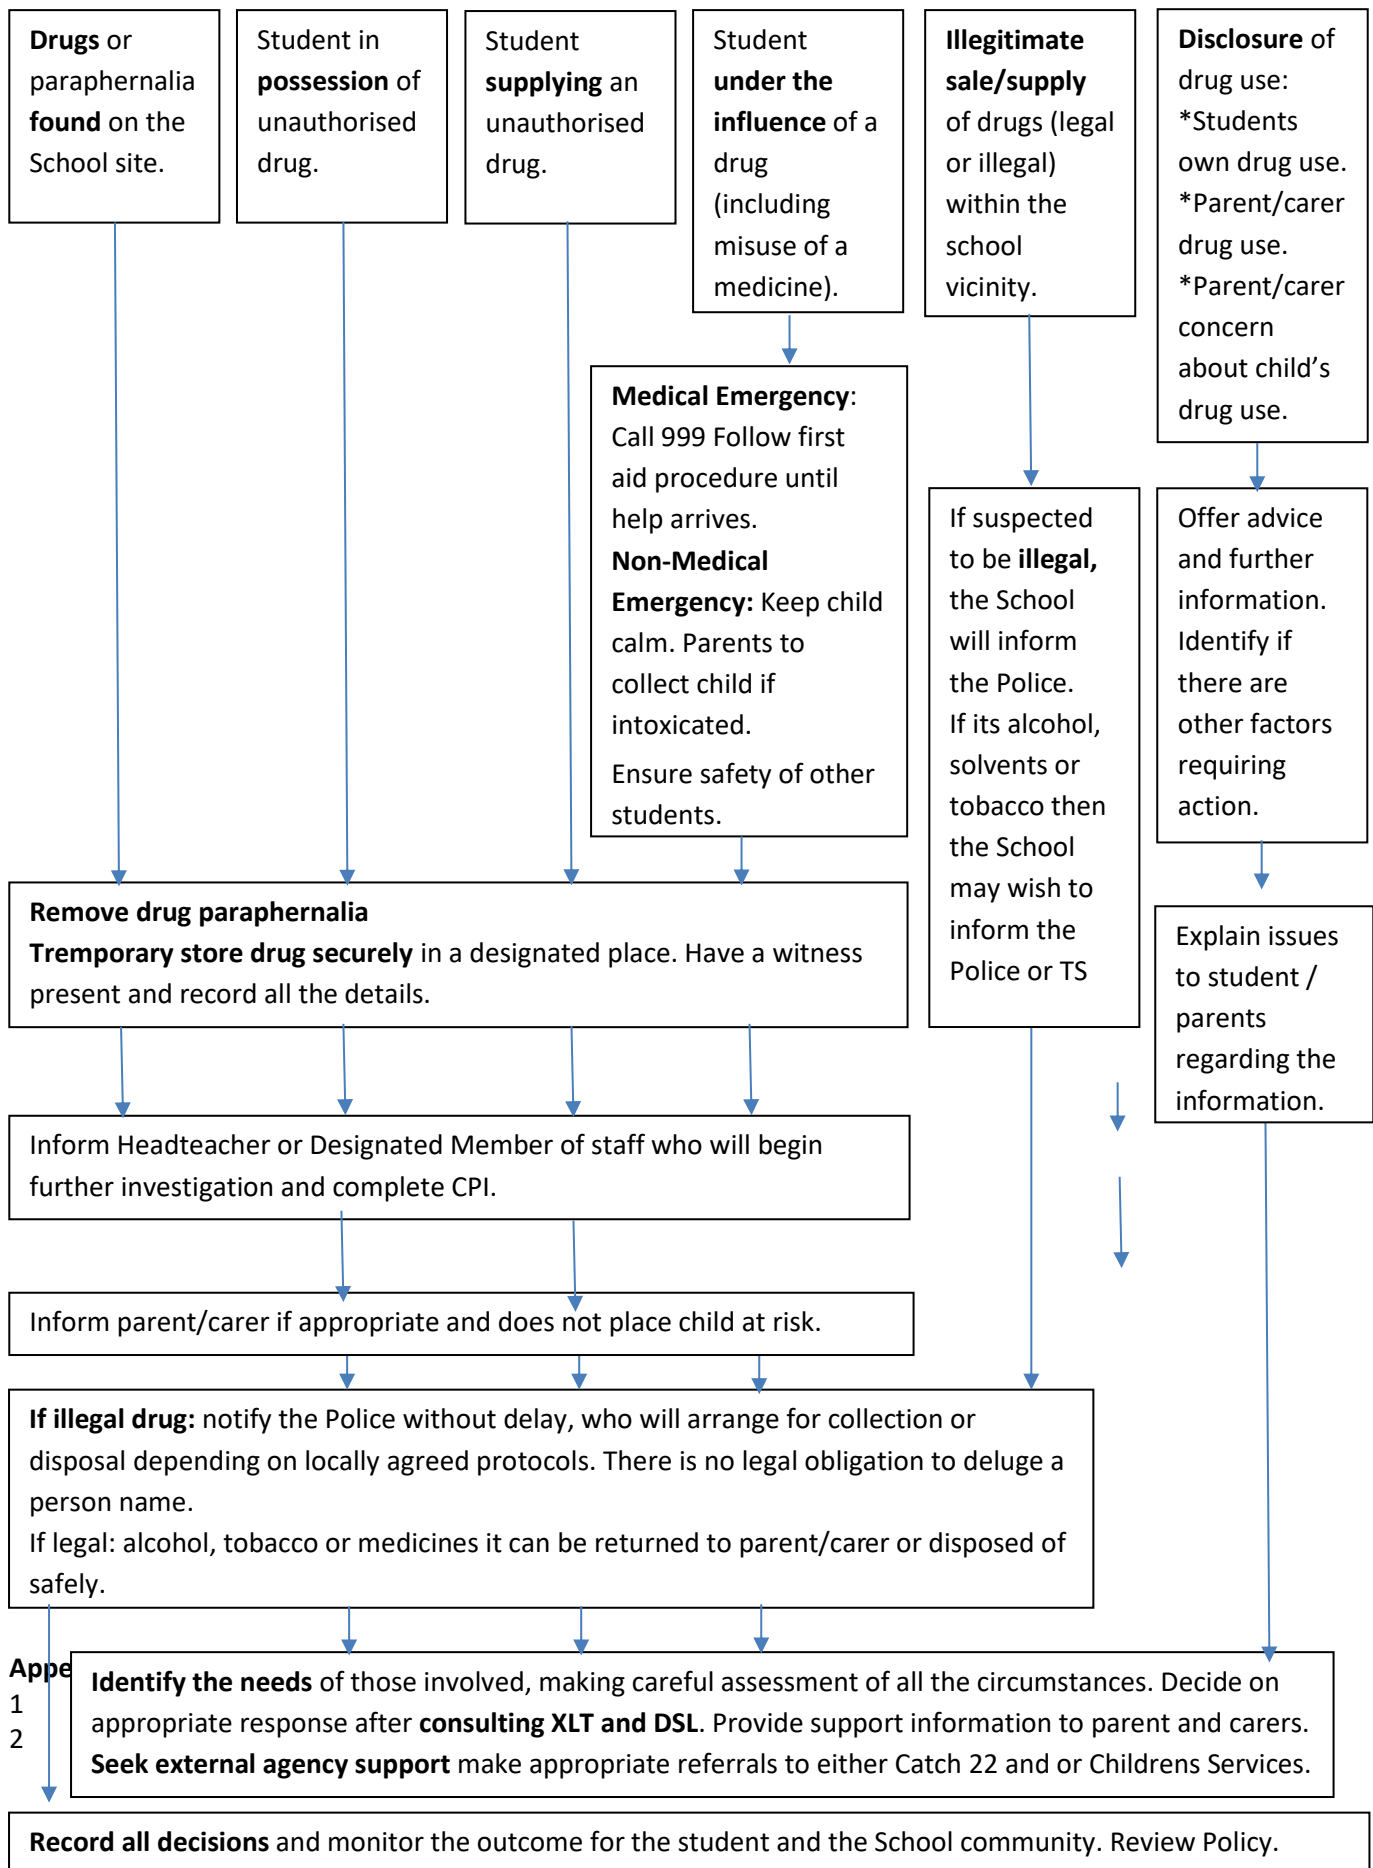 Drugs or
paraphernalia
found on the
School site.
Student in
possession of
unauthorised
drug.
Student
supplying an
unauthorised
drug.
Student
under the
influence of a
drug
(including
misuse of a
medicine).
Illegitimate
sale/supply
of drugs (legal
or illegal)
within the
school
vicinity.
Disclosure of
drug use:
*Students
own drug use.
*Parent/carer
drug use.
*Parent/carer
concern
about child’s
drug use.
Medical Emergency:
Call 999 Follow first
aid procedure until
help arrives.
Non-Medical
Emergency: Keep child
calm. Parents to
collect child if
intoxicated.
Ensure safety of other
students.
If suspected
to be illegal,
the School
will inform
the Police.
If its alcohol,
solvents or
tobacco then
the School
may wish to
inform the
Police or TS
Offer advice
and further
information.
Identify if
there are
other factors
requiring
action.
Remove drug paraphernalia
Tremporary store drug securely in a designated place. Have a witness
present and record all the details.
Explain issues
to student /
parents
regarding the
information.
Inform Headteacher or Designated Member of staff who will begin
further investigation and complete CPI.
Inform parent/carer if appropriate and does not place child at risk.
If illegal drug: notify the Police without delay, who will arrange for collection or
disposal depending on locally agreed protocols. There is no legal obligation to deluge a
person name.
If legal: alcohol, tobacco or medicines it can be returned to parent/carer or disposed of
safely.
Appe
1
2
Identify the needs of those involved, making careful assessment of all the circumstances. Decide on
appropriate response after consulting XLT and DSL. Provide support information to parent and carers.
Seek external agency support make appropriate referrals to either Catch 22 and or Childrens Services.
Record all decisions and monitor the outcome for the student and the School community. Review Policy.